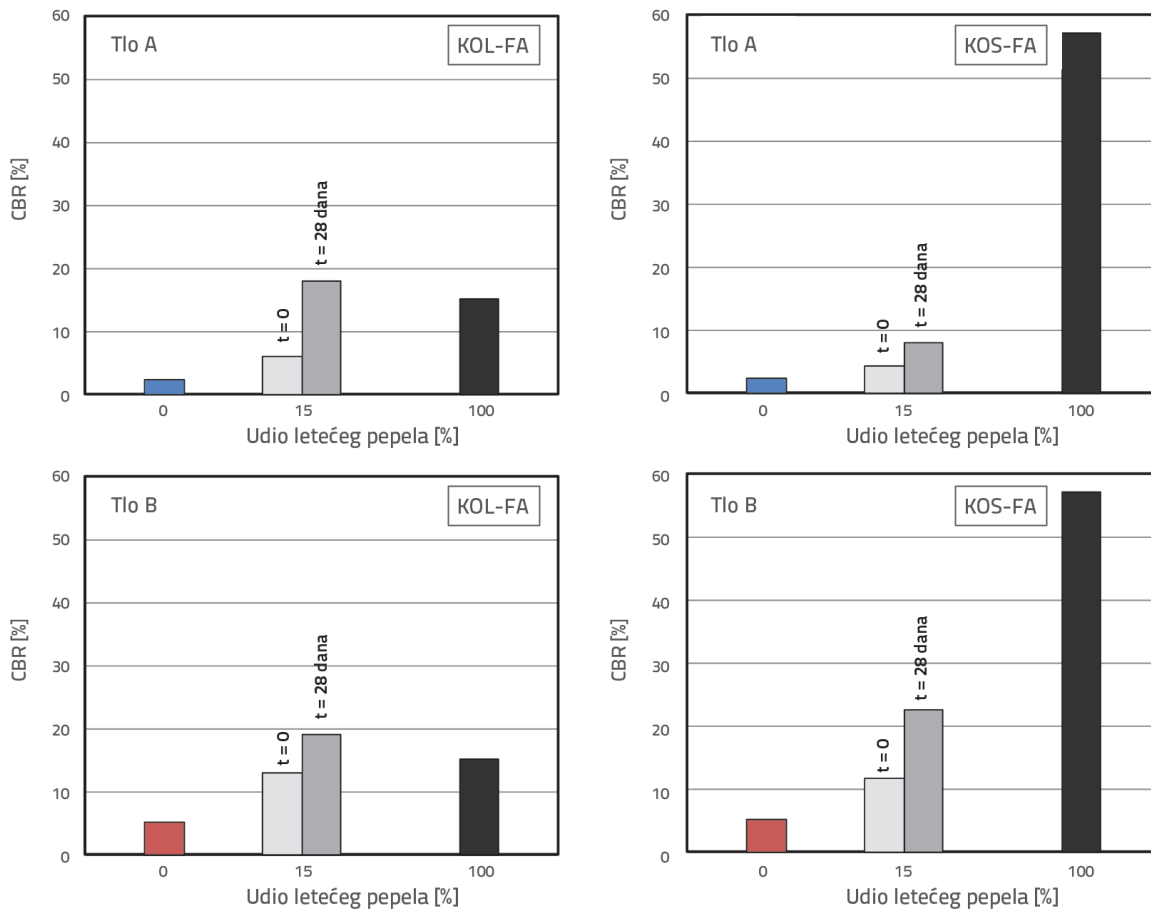 Tlo A
KOL-FA
CBR [%]
60
50
40
30
20
10
0
t = 0
t = 28 dana
0
15
100
Udio letećeg pepela [%]
Tlo A
KOS-FA
CBR [%]
60
50
40
30
20
10
0
t = 0
t = 28 dana
0
15
100
Udio letećeg pepela [%]
Tlo B
KOL-FA
CBR [%]
60
50
40
30
20
10
0
t = 0
t = 28 dana
0
15
100
Udio letećeg pepela [%]
Tlo B
KOS-FA
CBR [%]
60
50
40
30
20
10
0
t = 0
t = 28 dana
0
15
100
Udio letećeg pepela [%]